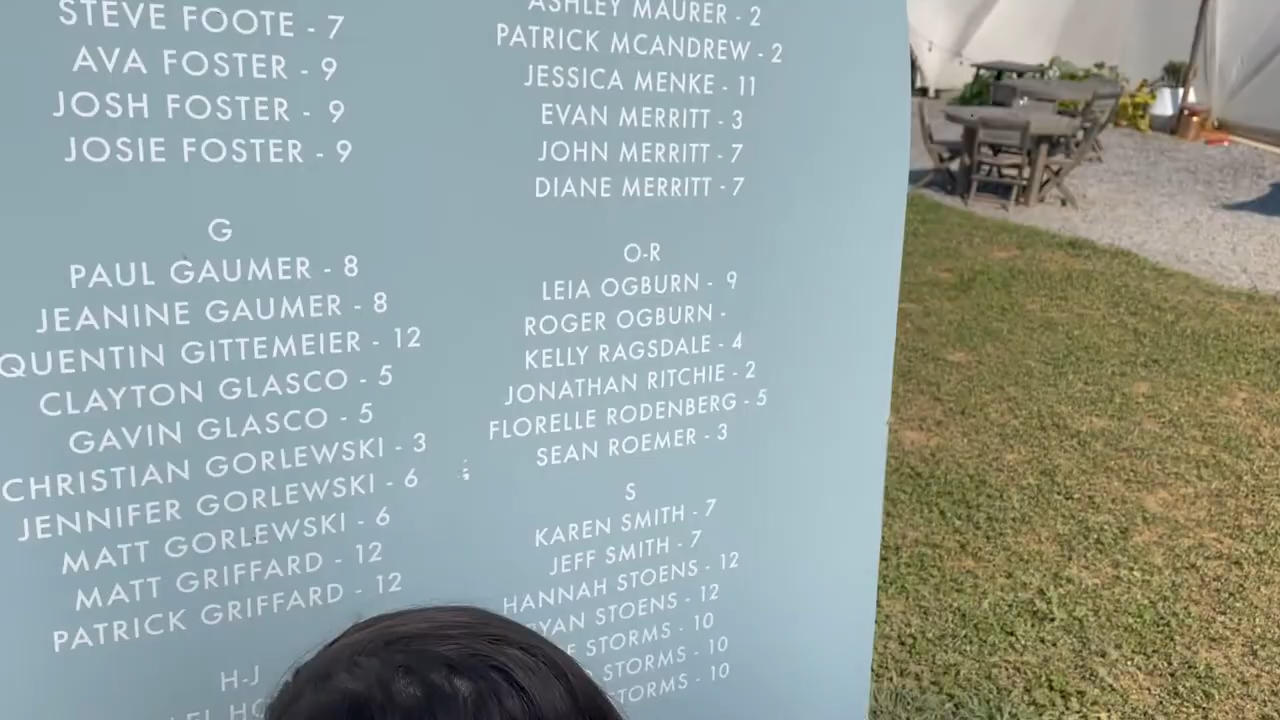 STEVE FOOTE - 7
AVA FOSTER - 9
JOSH FOSTER - 9
JOSIE FOSTER - 9
G
PAUL GAUMER - 8
JEANINE GAUMER - 8
QUENTIN GITTEMEIER - 12
CLAYTON GLASCO - 5
GAVIN GLASCO - 5
CHRISTIAN GORLEWSKI - 3
JENNIFER GORLEWSKI - 6
MATT GORLEWSKI - 6
MATT GRIFFARD - 12
PATRICK GRIFFARD - 12
H-J
ASHLEY MAURER - 2
PATRICK MCANDREW - 2
JESSICA MENKE - 11
EVAN MERRITT - 3
JOHN MERRITT - 7
DIANE MERRITT - 7
O-R
LEIA OGBURN - 9
ROGER OGBURN -
KELLY RAGSDALE - 4
JONATHAN RITCHIE - 2
FLORELLE RODENBERG - 5
SEAN ROEMER - 3
S
KAREN SMITH - 7
JEFF SMITH - 7
HANNAH STOENS - 12
STOENS - 12
STORMS - 10
STORMS - 10
STORMS - 10